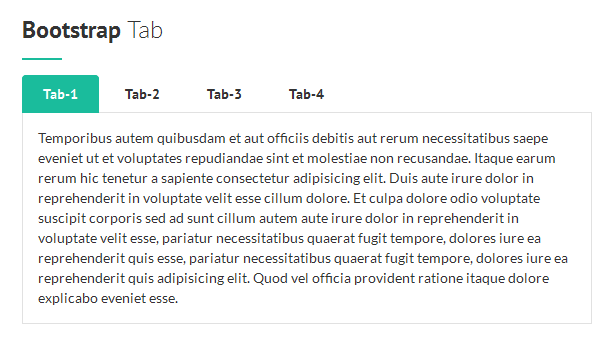 Bootstrap Tab
Tab-1 Tab-2 Tab-3 Tab-4
Temporibus autem quibusdam et aut officiis debitis aut rerum necessitatibus saepe
eveniet ut et voluptates repudiandae sint et molestiae non recusandae. Itaque earum
rerum hic tenetur a sapiente consectetur adipisicing elit. Duis aute irure dolor in
reprehenderit in voluptate velit esse cillum dolore. Et culpa dolore odio voluptate
suscipit corporis sed ad sunt cillum autem aute irure dolor in reprehenderit in
voluptate velit esse, pariatur necessitatibus quaerat fugit tempore, dolores iure ea
reprehenderit quis esse, pariatur necessitatibus quaerat fugit tempore, dolores iure ea
reprehenderit quis adipisicing elit. Quod vel officia provident ratione itaque dolore
explicabo eveniet esse.